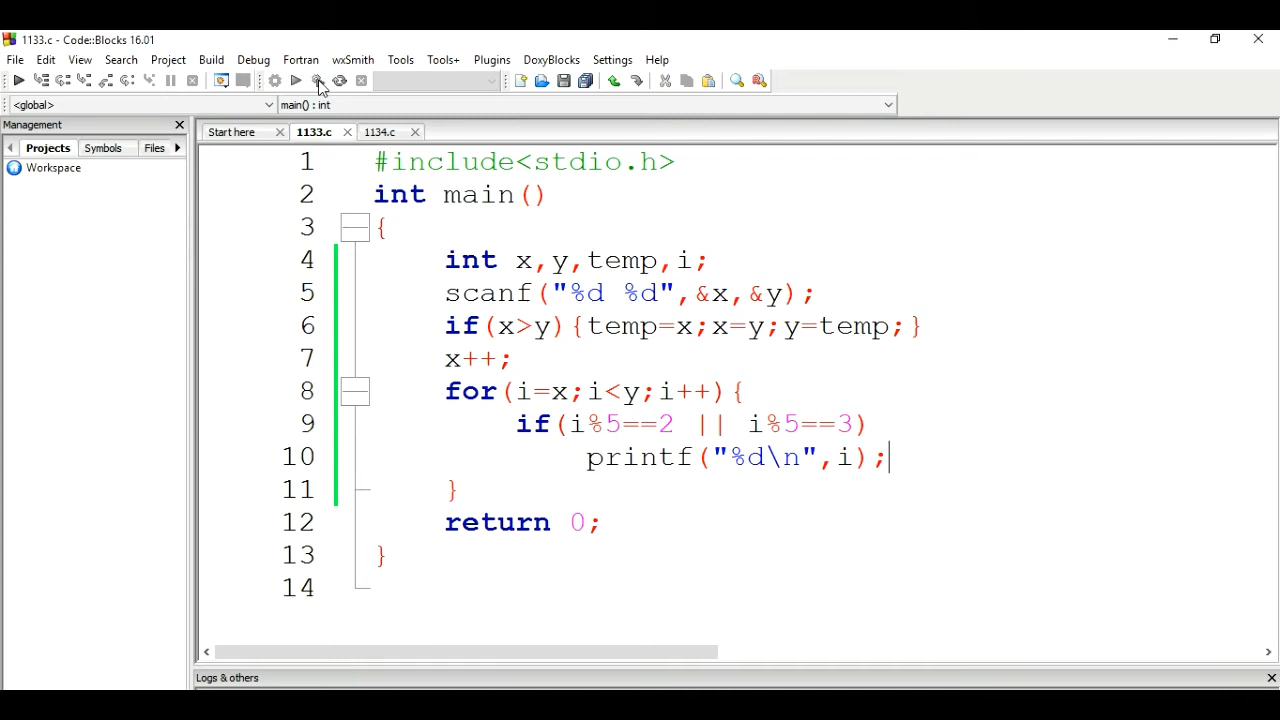 1133.c - Code::Blocks 16.01
File Edit View Search Project Build Debug Fortran wxSmith Tools Tools+ Plugins DoxyBlocks Settings Help
<global> main() : int
Management
Projects Symbols Files
Workspace
Start here 1133.c 1134.c
1 #include<stdio.h>
2 int main()
3 {
4 int x,y,temp,i;
5 scanf("%d %d",&x,&y);
6 if(x>y){temp=x;x=y;y=temp;}
7 x++;
8 for(i=x;i<y;i++){
9 if(i%5==2 || i%5==3)
10 printf("%d\n",i);
11 }
12 return 0;
13 }
14
Logs & others